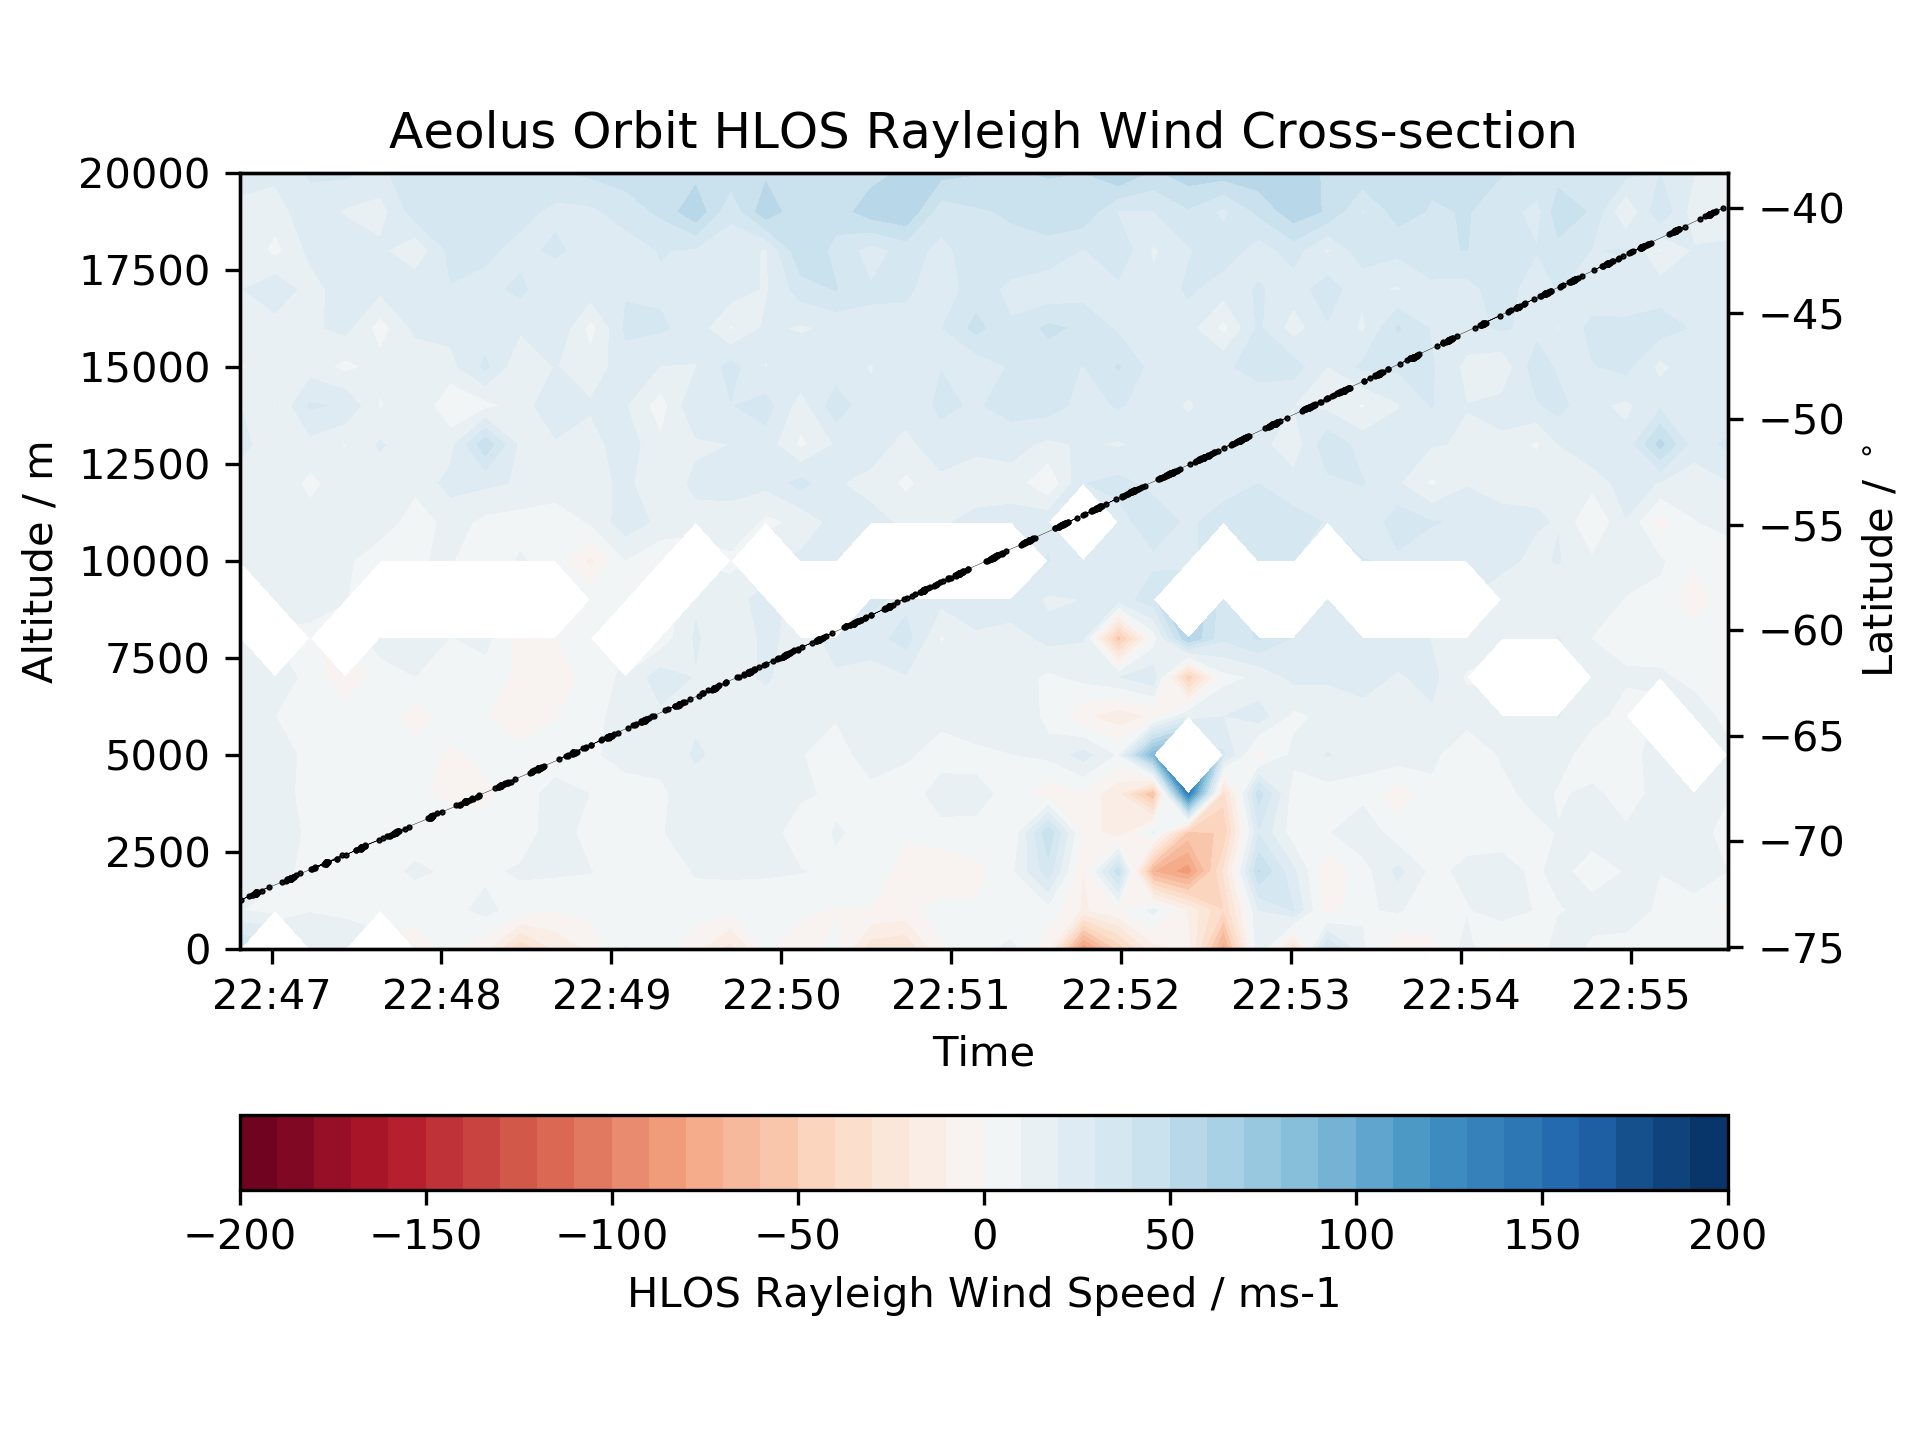 Aeolus Orbit HLOS Rayleigh Wind Cross-section
20000
17500
15000
12500
10000
7500
5000
2500
0
Altitude / m
−40
−45
−50
−55
−60
−65
−70
−75
Latitude / °
22:47 22:48 22:49 22:50 22:51 22:52 22:53 22:54 22:55
Time
−200 −150 −100 −50 0 50 100 150 200
HLOS Rayleigh Wind Speed / ms-1